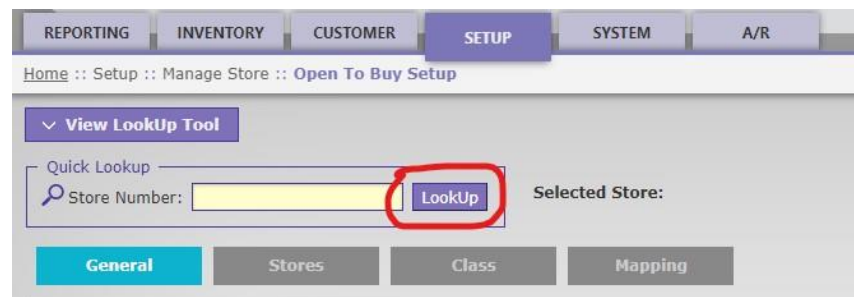 REPORTING INVENTORY CUSTOMER SETUP SYSTEM A/R
Home :: Setup :: Manage Store :: Open To Buy Setup
View LookUp Tool
Quick Lookup
Store Number: LookUp Selected Store:
General Stores Class Mapping